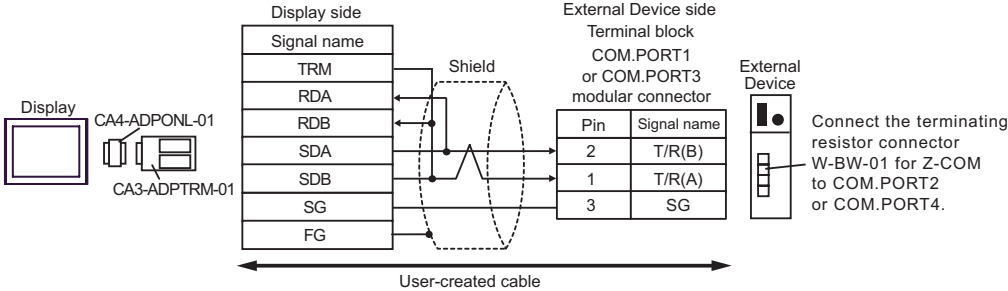 Display side
Signal name
TRM
RDA
RDB
SDA
SDB
SG
FG
Shield
External Device side
Terminal block
COM.PORT1
or COM.PORT3
modular connector
Pin Signal name
2 T/R(B)
1 T/R(A)
3 SG
External
Device
Display
CA4-ADPONL-01
CA3-ADPTRM-01
Connect the terminating
resistor connector
W-BW-01 for Z-COM
to COM.PORT2
or COM.PORT4.
User-created cable